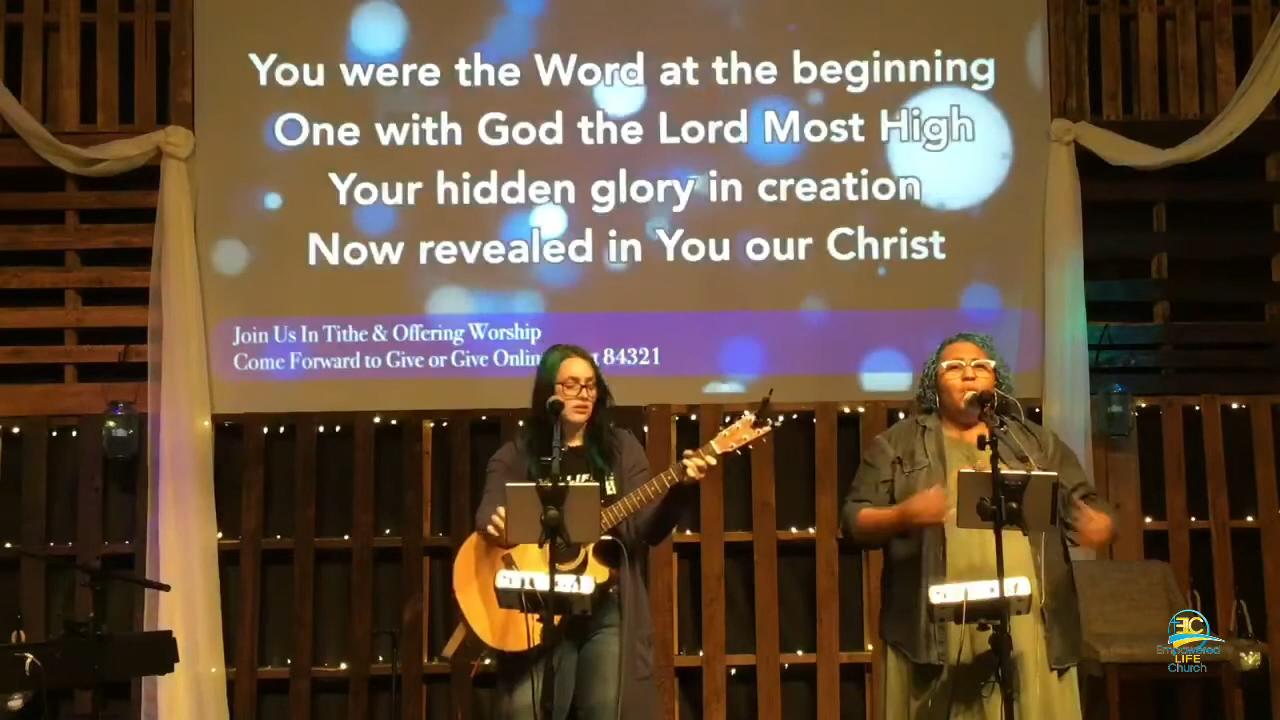 You were the Word at the beginning
One with God the Lord Most High
Your hidden glory in creation
Now revealed in You our Christ
Join Us In Tithe & Offering Worship
Come Forward to Give or Give 84321
Empowered
LIFE
Church